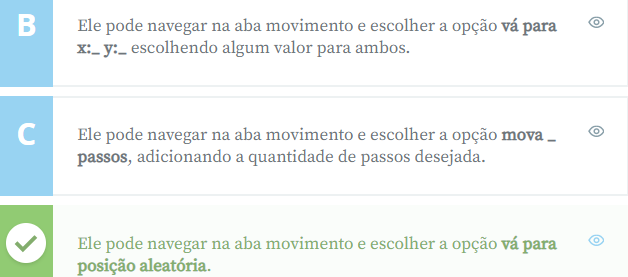 B
Ele pode navegar na aba movimento e escolher a opção vá para
x:_ y:_ escolhendo algum valor para ambos.
C
Ele pode navegar na aba movimento e escolher a opção mova _
passos, adicionando a quantidade de passos desejada.
Ele pode navegar na aba movimento e escolher a opção vá para
posição aleatória.